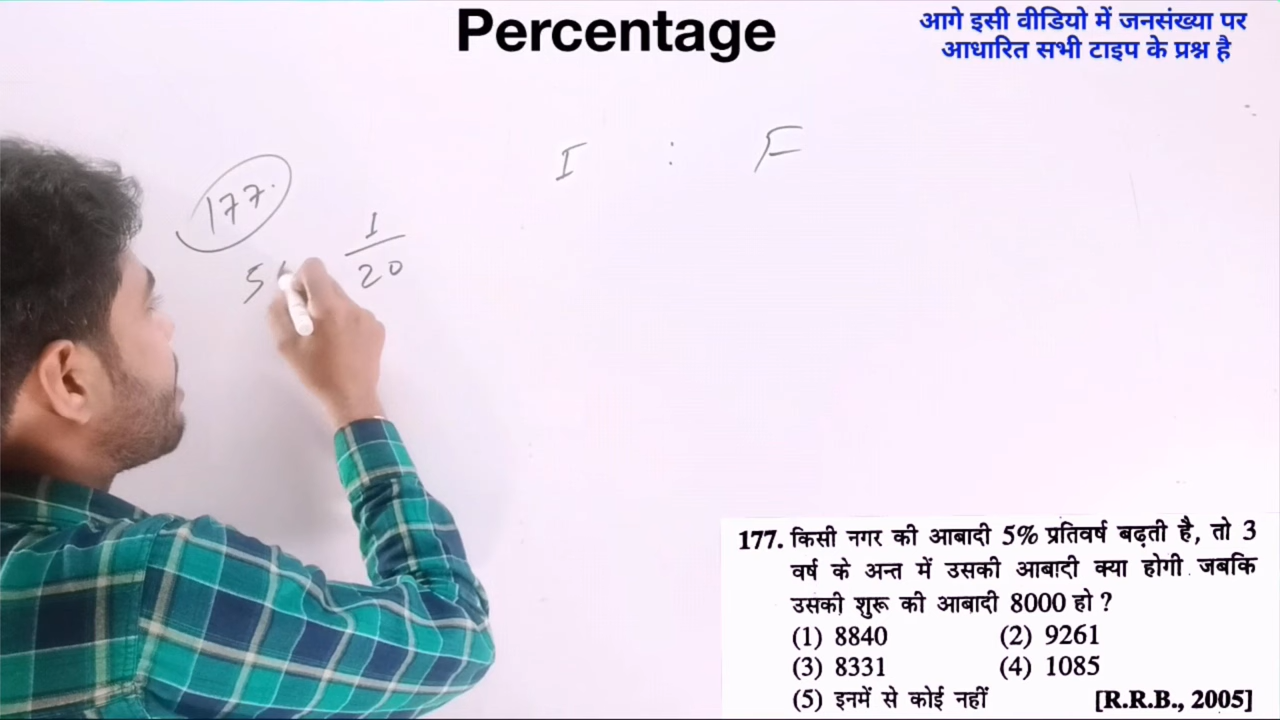 Percentage
आगे इसी वीडियो में जनसंख्या पर
आधारित सभी टाइप के प्रश्न है
I : F
177.
1
5 20
177. किसी नगर की आबादी 5% प्रतिवर्ष बढ़ती है, तो 3
वर्ष के अन्त में उसकी आबादी क्या होगी जबकि
उसकी शुरू की आबादी 8000 हो ?
(1) 8840 (2) 9261
(3) 8331 (4) 1085
(5) इनमें से कोई नहीं [R.R.B., 2005]